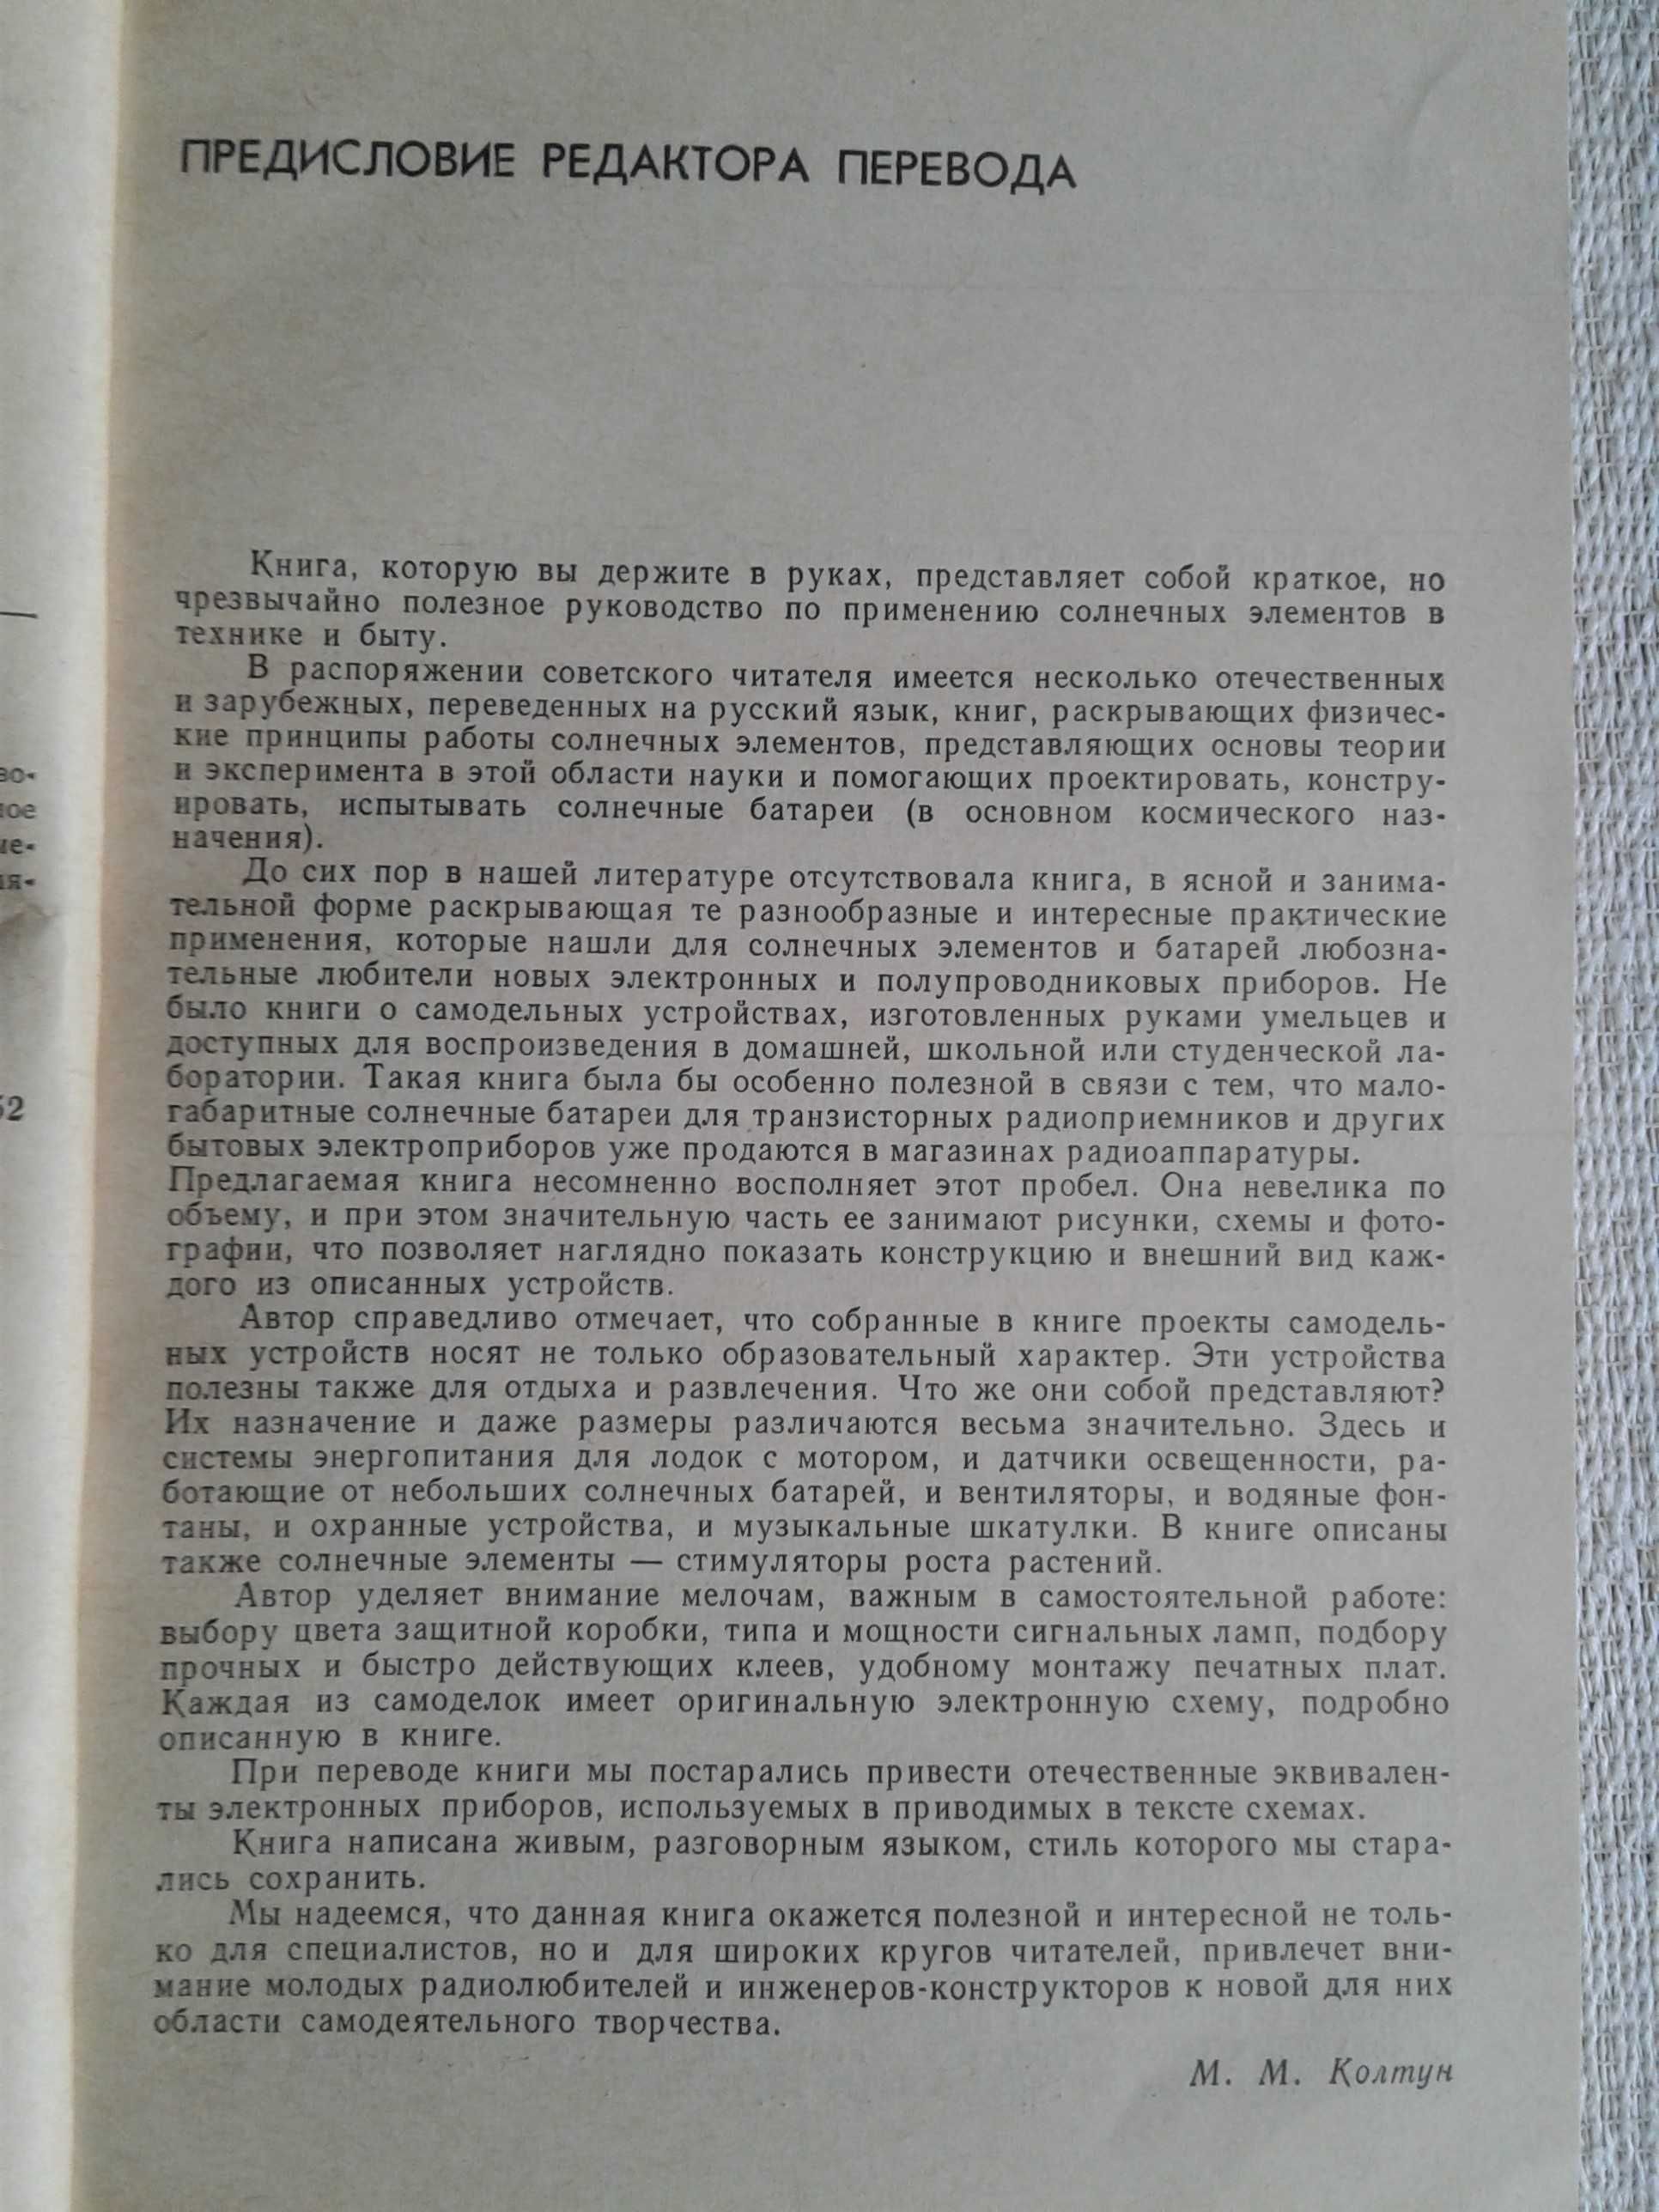 ПРЕДИСЛОВИЕ РЕДАКТОРА ПЕРЕВОДА
Книга, которую вы держите в руках, представляет собой краткое, но
чрезвычайно полезное руководство по применению солнечных элементов в
технике и быту.
В распоряжении советского читателя имеется несколько отечественных
и зарубежных, переведенных на русский язык, книг, раскрывающих физичес-
кие принципы работы солнечных элементов, представляющих основы теории
и эксперимента в этой области науки и помогающих проектировать, констру-
ировать, испытывать солнечные батареи (в основном космического наз-
начения).
До сих пор в нашей литературе отсутствовала книга, в ясной и занима-
тельной форме раскрывающая те разнообразные и интересные практические
применения, которые нашли для солнечных элементов и батарей любозна-
тельные любители новых электронных и полупроводниковых приборов. Не
было книги о самодельных устройствах, изготовленных руками умельцев и
доступных для воспроизведения в домашней, школьной или студенческой ла-
боратории. Такая книга была бы особенно полезной в связи с тем, что мало-
габаритные солнечные батареи для транзисторных радиоприемников и других
бытовых электроприборов уже продаются в магазинах радиоаппаратуры.
Предлагаемая книга несомненно восполняет этот пробел. Она невелика по
объему, и при этом значительную часть ее занимают рисунки, схемы и фото-
графии, что позволяет наглядно показать конструкцию и внешний вид каж-
дого из описанных устройств.
Автор справедливо отмечает, что собранные в книге проекты самодель-
ных устройств носят не только образовательный характер. Эти устройства
полезны также для отдыха и развлечения. Что же они собой представляют?
Их назначение и даже размеры различаются весьма значительно. Здесь и
системы энергопитания для лодок с мотором, и датчики освещенности, ра-
ботающие от небольших солнечных батарей, и вентиляторы, и водяные фон-
таны, и охранные устройства, и музыкальные шкатулки. В книге описаны
также солнечные элементы — стимуляторы роста растений.
Автор уделяет внимание мелочам, важным в самостоятельной работе:
выбору цвета защитной коробки, типа и мощности сигнальных ламп, подбору
прочных и быстро действующих клеев, удобному монтажу печатных плат.
Каждая из самоделок имеет оригинальную электронную схему, подробно
описанную в книге.
При переводе книги мы постарались привести отечественные эквивален-
ты электронных приборов, используемых в приводимых в тексте схемах.
Книга написана живым, разговорным языком, стиль которого мы стара-
лись сохранить.
Мы надеемся, что данная книга окажется полезной и интересной не толь-
ко для специалистов, но и для широких кругов читателей, привлечет вни-
мание молодых радиолюбителей и инженеров-конструкторов к новой для них
области самодеятельного творчества.
М. М. Колтун